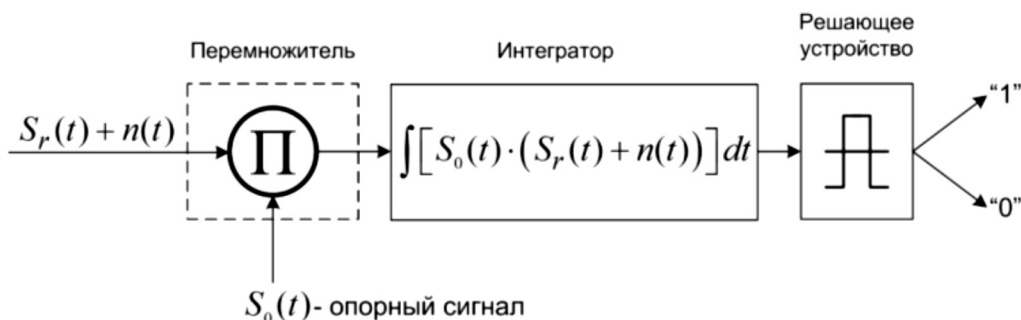 Перемножитель
Интегратор
Решающее
устройство
S_r(t) + n(t)
П
∫[S_0(t)·(S_r(t) + n(t))]dt
“1”
“0”
S_0(t) - опорный сигнал